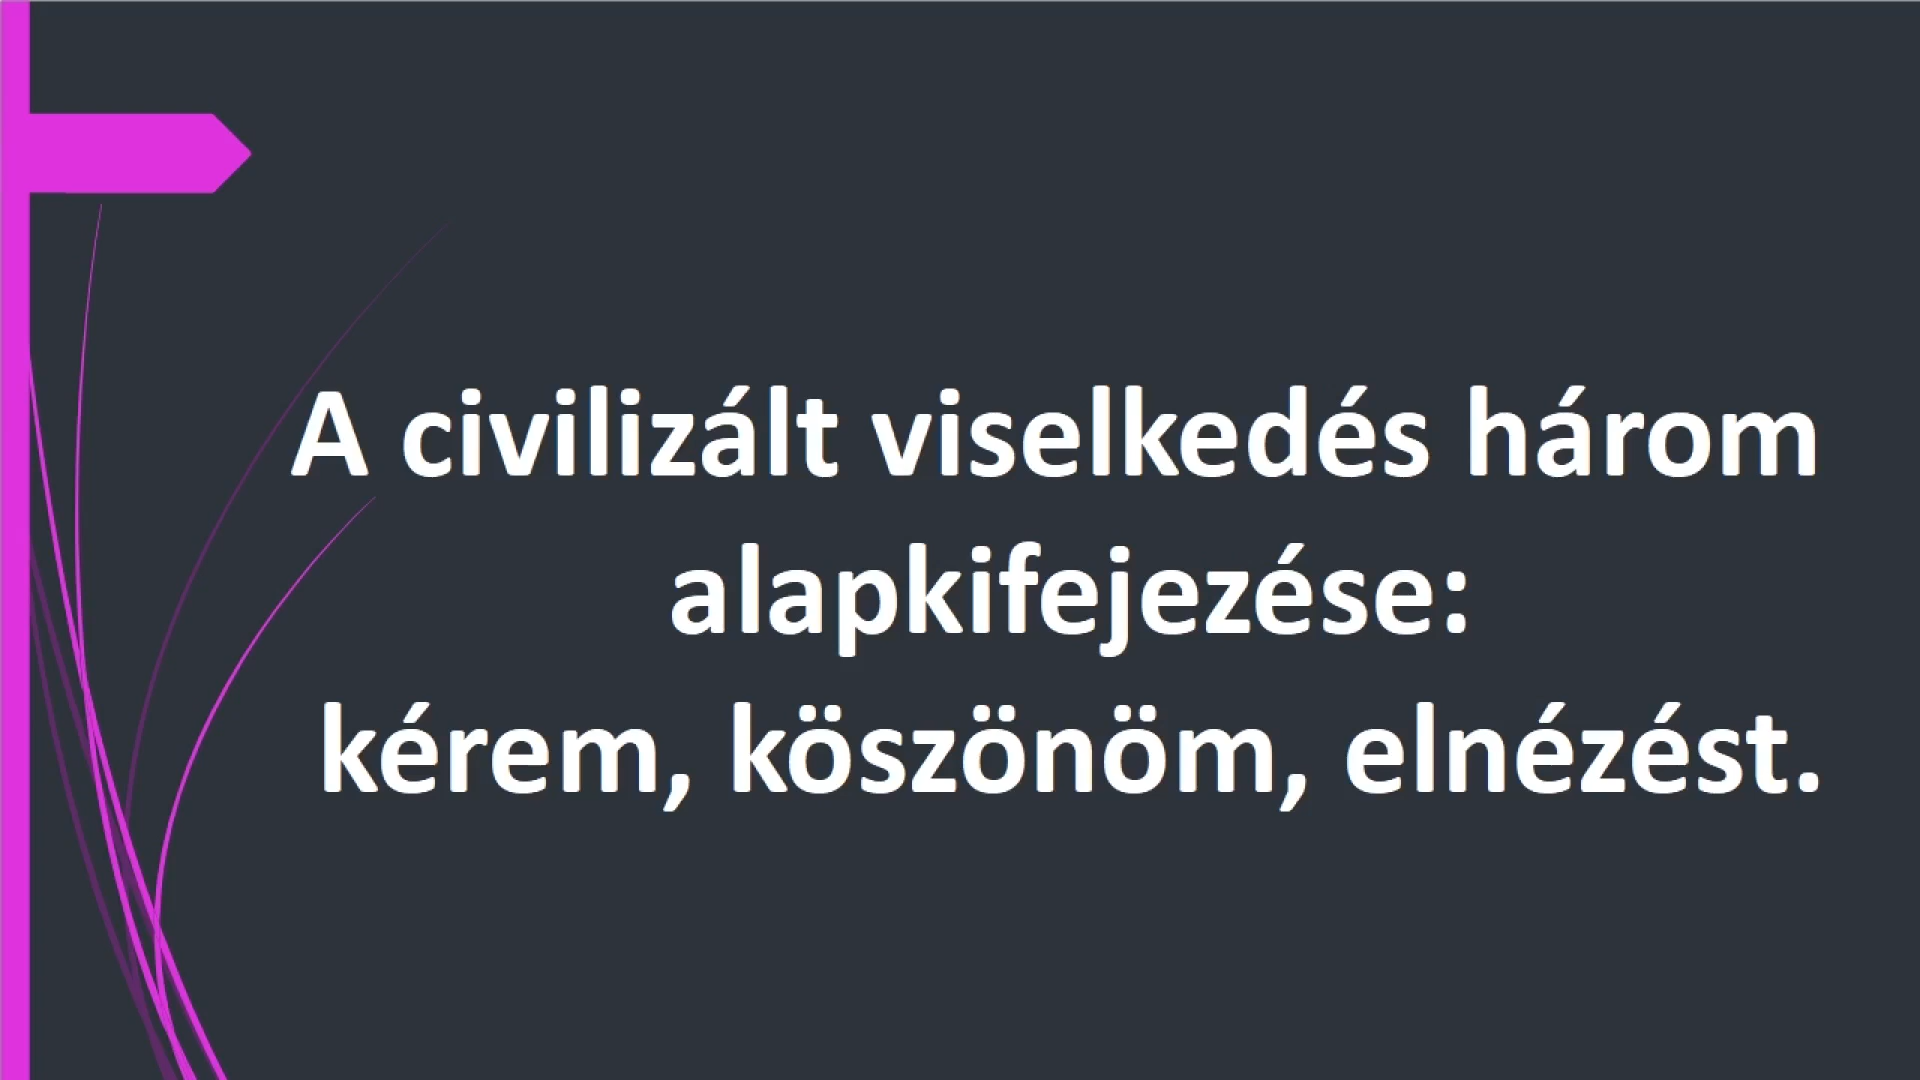 A civilizált viselkedés három
alapkifejezése:
kérem, köszönöm, elnézést.